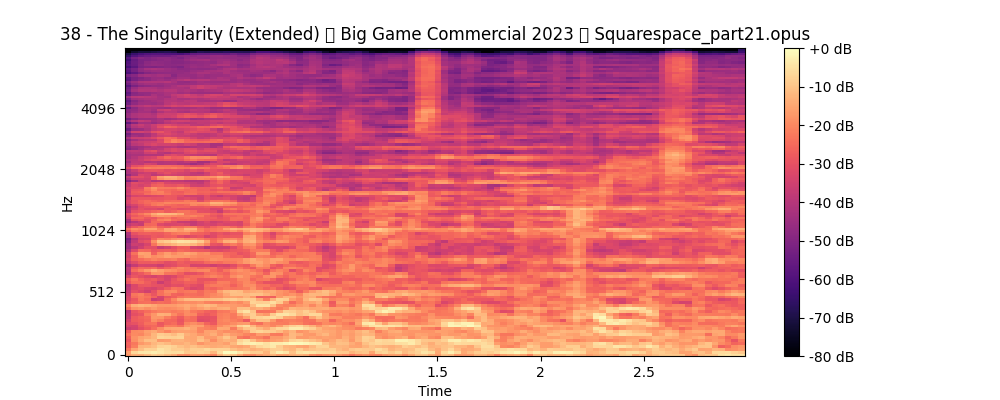 38 - The Singularity (Extended) ▯ Big Game Commercial 2023 ▯ Squarespace_part21.opus
Hz
4096
2048
1024
512
0
0 0.5 1 1.5 2 2.5
Time
+0 dB
-10 dB
-20 dB
-30 dB
-40 dB
-50 dB
-60 dB
-70 dB
-80 dB